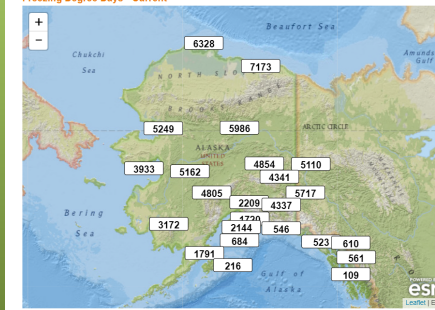 Freezing Degree Days - Current
+
−
Beaufort Sea
Chukchi
Sea
6328
7173
Amunds
Gulf
NORTH SLOPE
BROOKS RANGE
5249
5986
ARCTIC CIRCLE
ALASKA
UNITED
STATES
3933
5162
4854
5110
4341
4805
5717
2209
4337
Bering
Sea
3172
1730
2144
546
684
523
610
1791
561
216
109
Gulf of
Alaska
POWERED
esri
Leaflet | E